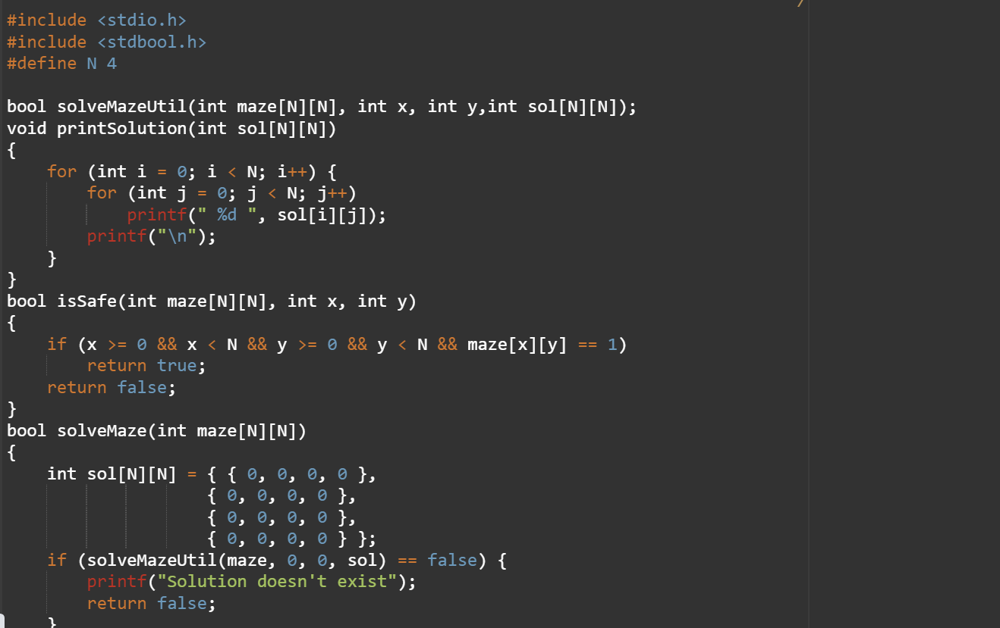 #include <stdio.h>
#include <stdbool.h>
#define N 4

bool solveMazeUtil(int maze[N][N], int x, int y,int sol[N][N]);
void printSolution(int sol[N][N])
{
    for (int i = 0; i < N; i++) {
        for (int j = 0; j < N; j++)
            printf(" %d ", sol[i][j]);
        printf("\n");
    }
}
bool isSafe(int maze[N][N], int x, int y)
{
    if (x >= 0 && x < N && y >= 0 && y < N && maze[x][y] == 1)
        return true;
    return false;
}
bool solveMaze(int maze[N][N])
{
    int sol[N][N] = { { 0, 0, 0, 0 },
                    { 0, 0, 0, 0 },
                    { 0, 0, 0, 0 },
                    { 0, 0, 0, 0 } };
    if (solveMazeUtil(maze, 0, 0, sol) == false) {
        printf("Solution doesn't exist");
        return false;
    }